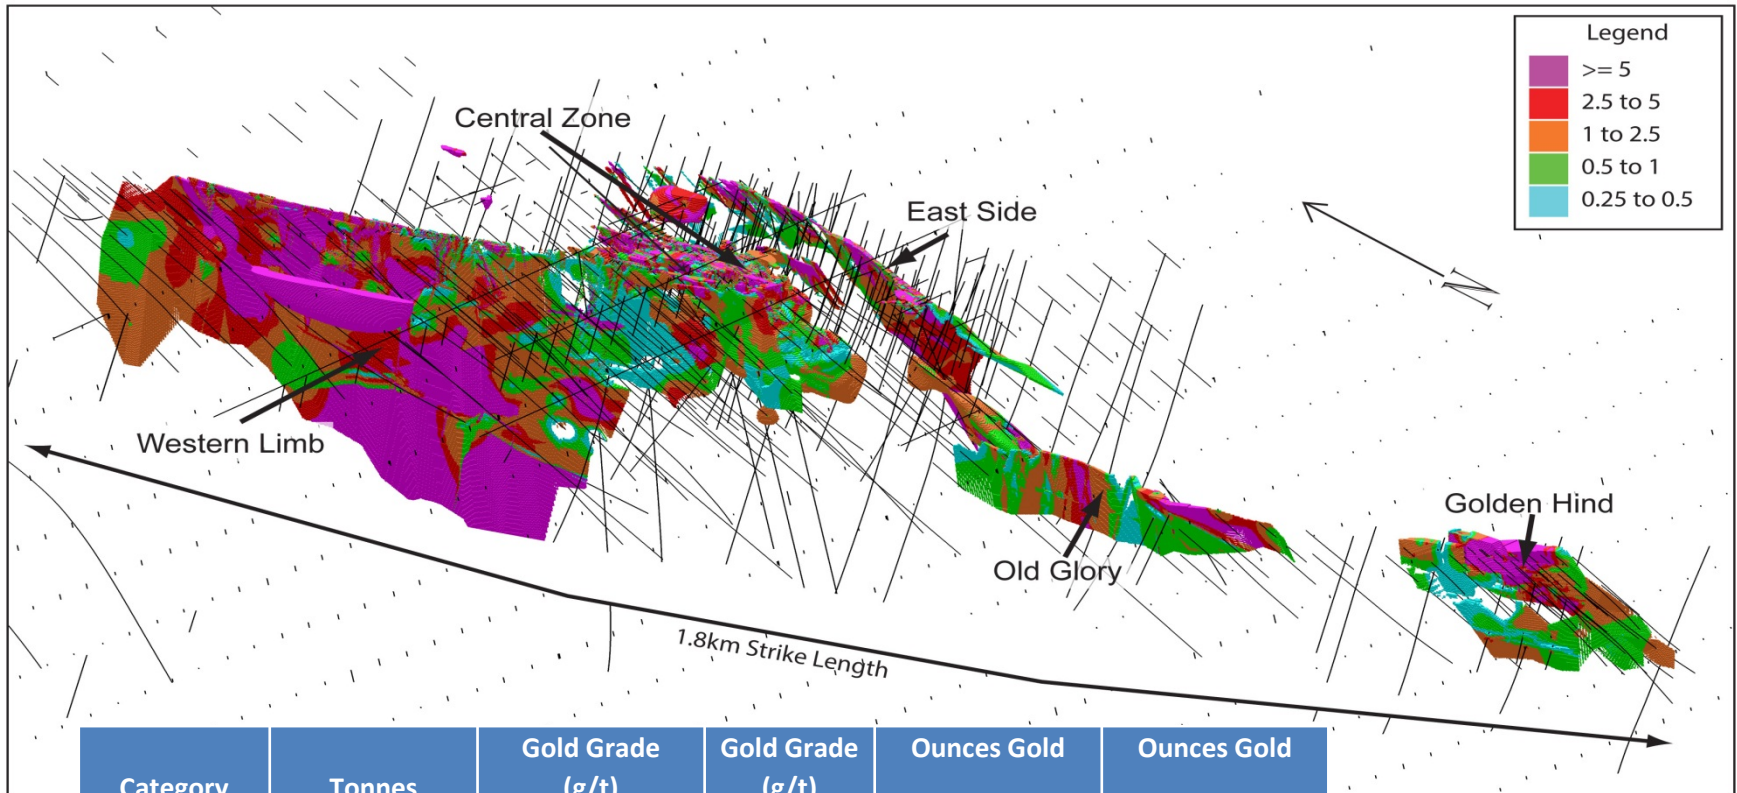 Legend
>= 5
2.5 to 5
1 to 2.5
0.5 to 1
0.25 to 0.5
Central Zone
East Side
N
Western Limb
Golden Hind
Old Glory
1.8km Strike Length
Category
Tonnes
Gold Grade
(g/t)
Gold Grade
(g/t)
Ounces Gold
Ounces Gold